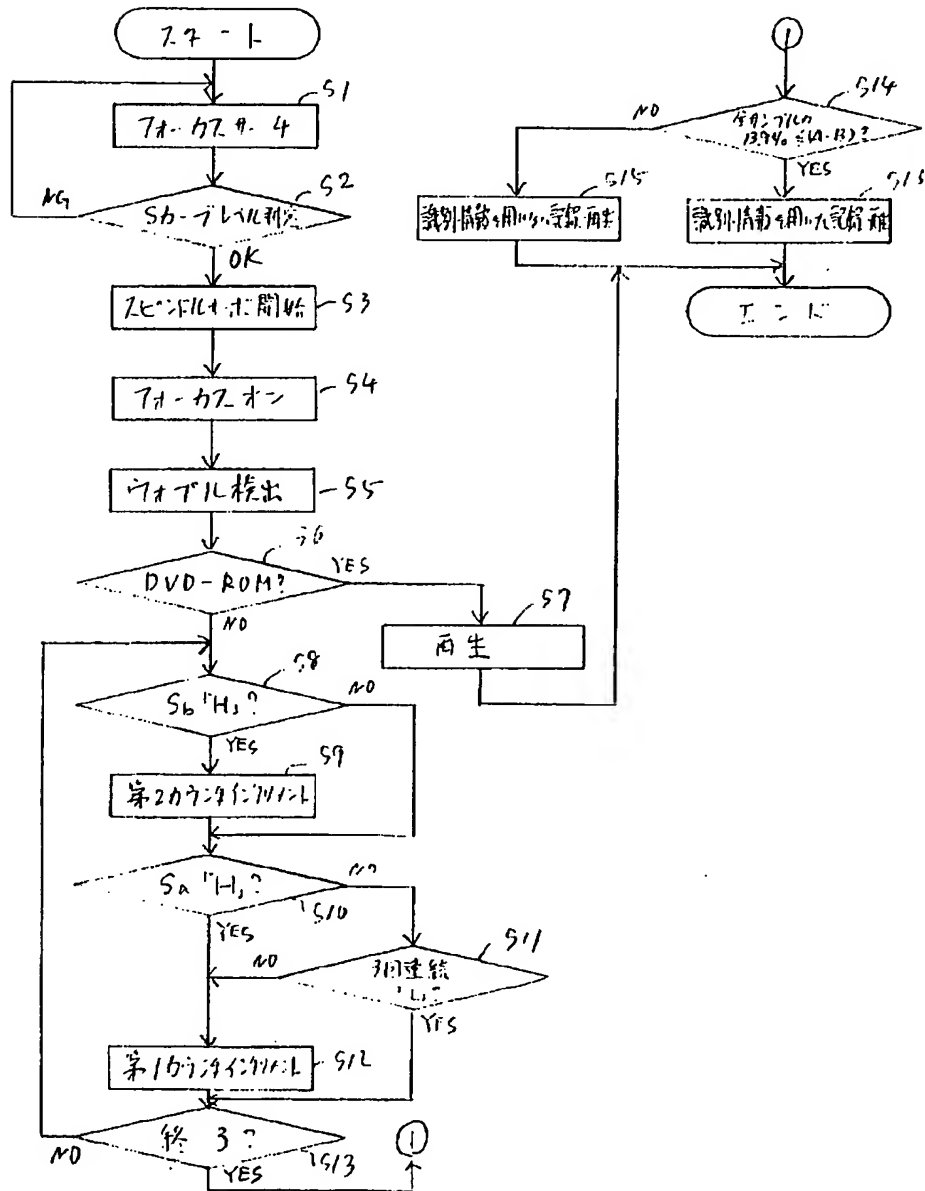 スタート
S1
フォーカスサーチ
S2
Sカーブレベル判定
NG
OK
スピンドルサーボ開始
S3
フォーカスオン
S4
ウォブル検出
S5
S6
DVD-ROM?
YES
NO
S7
再生
S8
Sb「H」?
NO
YES
S9
第2カウンタインクリメント
Sa「H」?
NO
S10
YES
S11
3回連続
「L」?
NO
YES
第1カウンタインクリメント
S12
終了?
NO
S13
YES
①
①
S14
NO
YES
S15
識別情報を用いない記録・再生
識別情報を用いた記録・再生
エンド